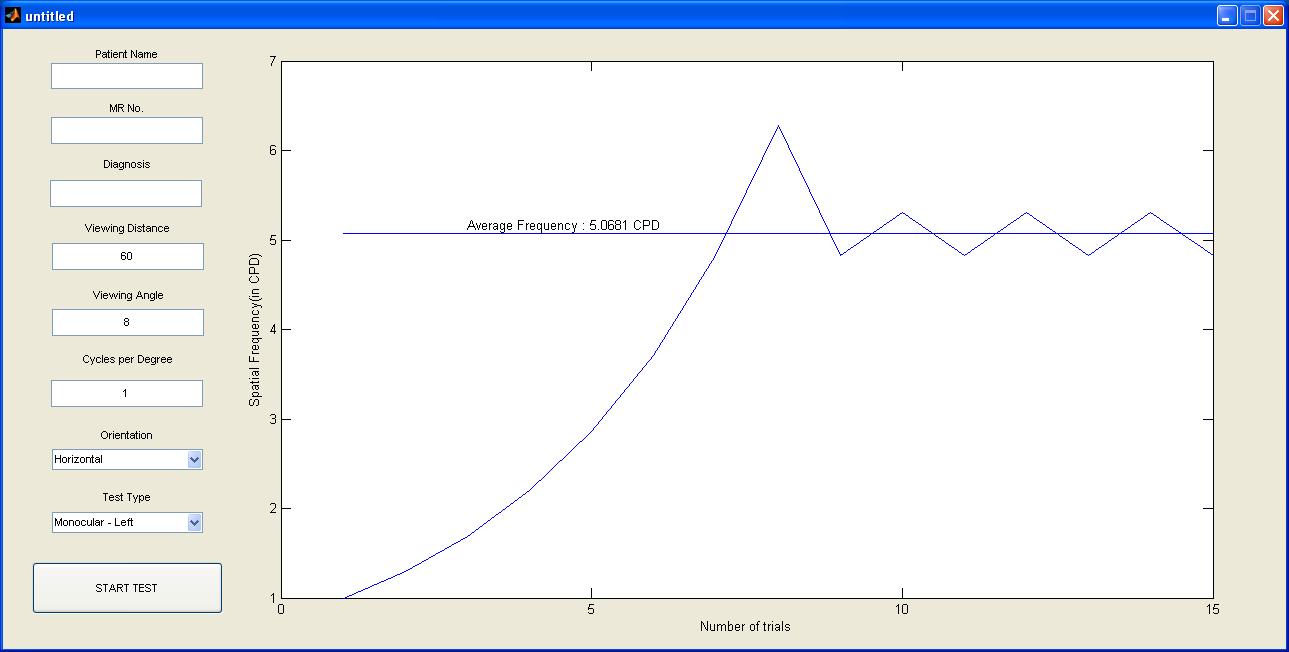 untitled
Patient Name
MR No.
Diagnosis
Viewing Distance
60
Viewing Angle
8
Cycles per Degree
1
Orientation
Horizontal
Test Type
Monocular - Left
START TEST
7
6
5
4
3
2
1
Spatial Frequency(in CPD)
Average Frequency : 5.0681 CPD
0
5
10
15
Number of trials